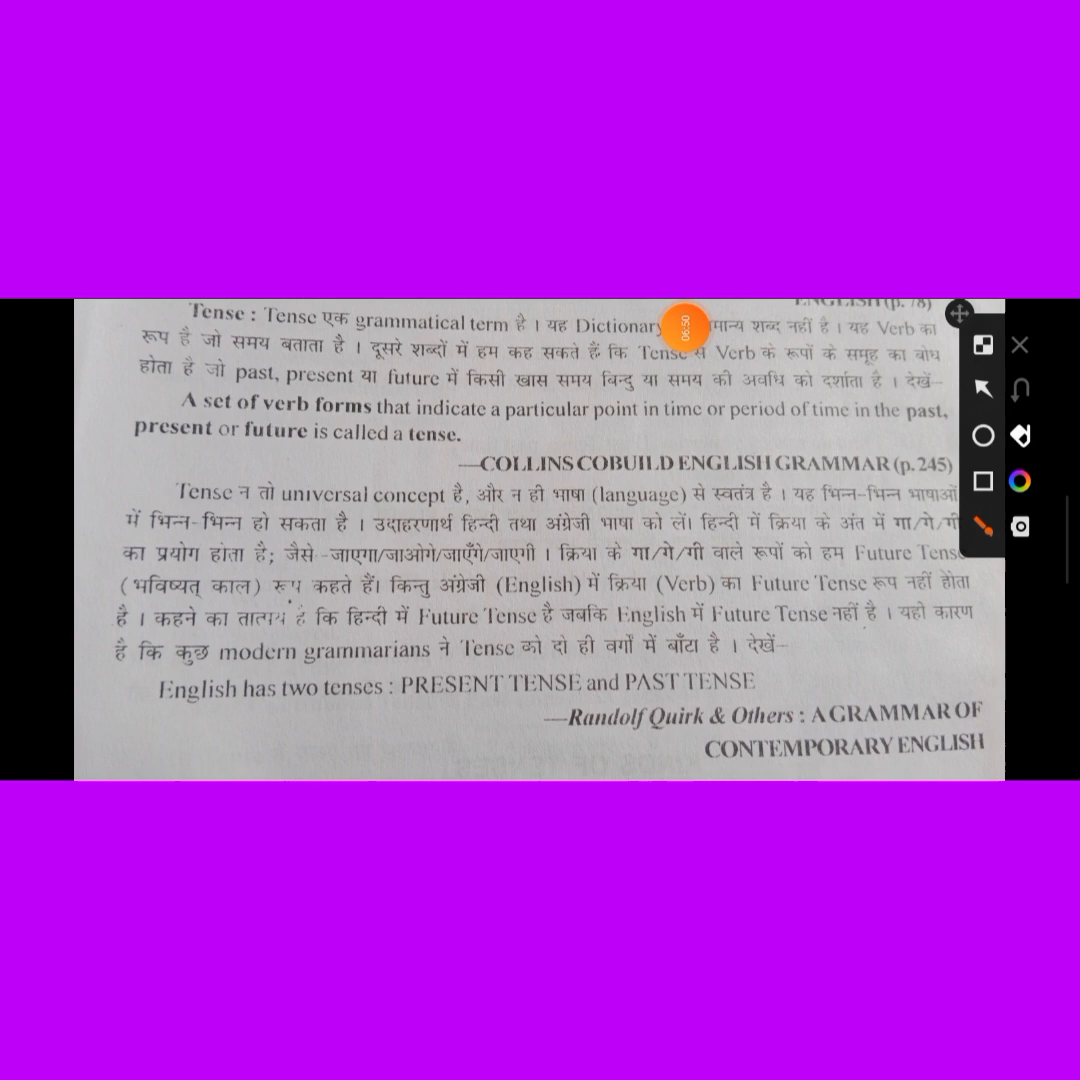 ENGLISH (p. 78)
Tense : Tense एक grammatical term है । यह Dictionary शब्द नहीं है । यह Verb का
रूप है जो समय बताता है । दूसरे शब्दों में हम कह सकते हैं कि Tense से Verb के रूपों के समूह का बोध
होता है जो past, present या future में किसी खास समय बिन्दु या समय की अवधि को दर्शाता है । देखें–
A set of verb forms that indicate a particular point in time or period of time in the past,
present or future is called a tense.
—COLLINS COBUILD ENGLISH GRAMMAR (p. 245)
Tense न तो universal concept है, और न ही भाषा (language) से स्वतंत्र है । यह भिन्न-भिन्न भाषाओं
में भिन्न-भिन्न हो सकता है । उदाहरणार्थ हिन्दी तथा अंग्रेजी भाषा को लें। हिन्दी में क्रिया के अंत में गा/गे/गी
का प्रयोग होता है; जैसे--जाएगा/जाओगे/जाएँगे/जाएगी । क्रिया के गा/गे/गी वाले रूपों को हम Future Tense
(भविष्यत् काल) रूप कहते हैं। किन्तु अंग्रेजी (English) में क्रिया (Verb) का Future Tense रूप नहीं होता
है । कहने का तात्पर्य है कि हिन्दी में Future Tense है जबकि English में Future Tense नहीं है । यही कारण
है कि कुछ modern grammarians ने Tense को दो ही वर्गों में बाँटा है । देखें–
English has two tenses : PRESENT TENSE and PAST TENSE
—Randolf Quirk & Others : A GRAMMAR OF
CONTEMPORARY ENGLISH
06:50